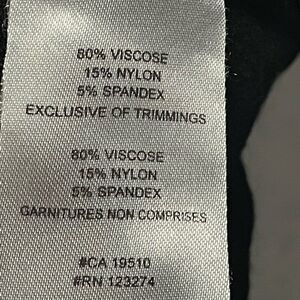 80% VISCOSE
15% NYLON
5% SPANDEX
EXCLUSIVE OF TRIMMINGS
80% VISCOSE
15% NYLON
5% SPANDEX
GARNITURES NON COMPRISES
#CA 19510
#RN 123274